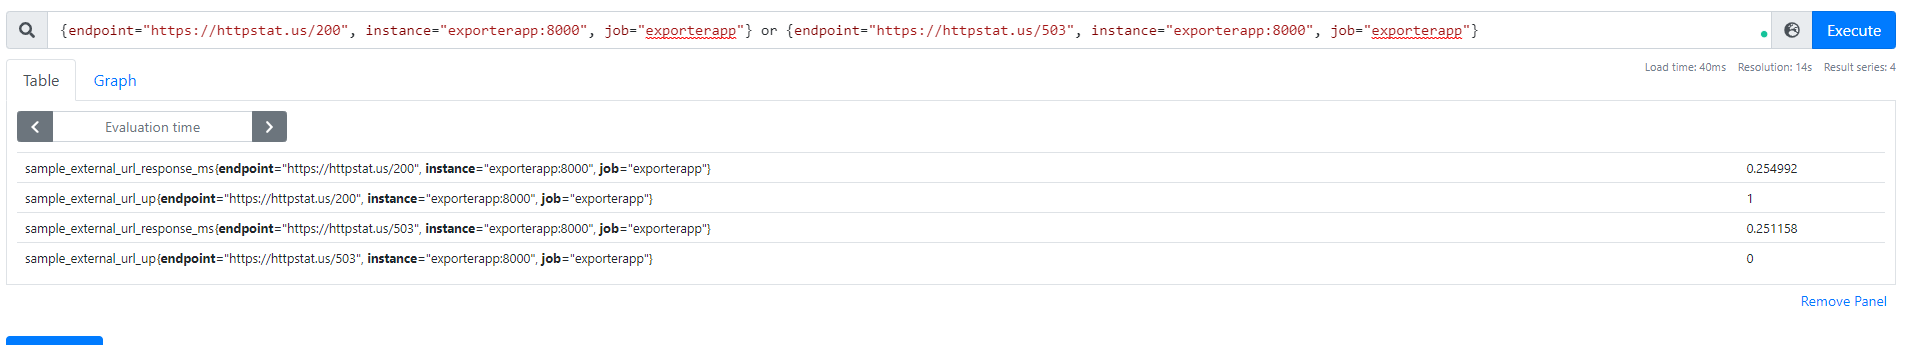 {endpoint="https://httpstat.us/200", instance="exporterapp:8000", job="exporterapp"} or {endpoint="https://httpstat.us/503", instance="exporterapp:8000", job="exporterapp"}
Execute
Table
Graph
Load time: 40ms Resolution: 14s Result series: 4
Evaluation time
sample_external_url_response_ms{endpoint="https://httpstat.us/200", instance="exporterapp:8000", job="exporterapp"} 0.254992
sample_external_url_up{endpoint="https://httpstat.us/200", instance="exporterapp:8000", job="exporterapp"} 1
sample_external_url_response_ms{endpoint="https://httpstat.us/503", instance="exporterapp:8000", job="exporterapp"} 0.251158
sample_external_url_up{endpoint="https://httpstat.us/503", instance="exporterapp:8000", job="exporterapp"} 0
Remove Panel